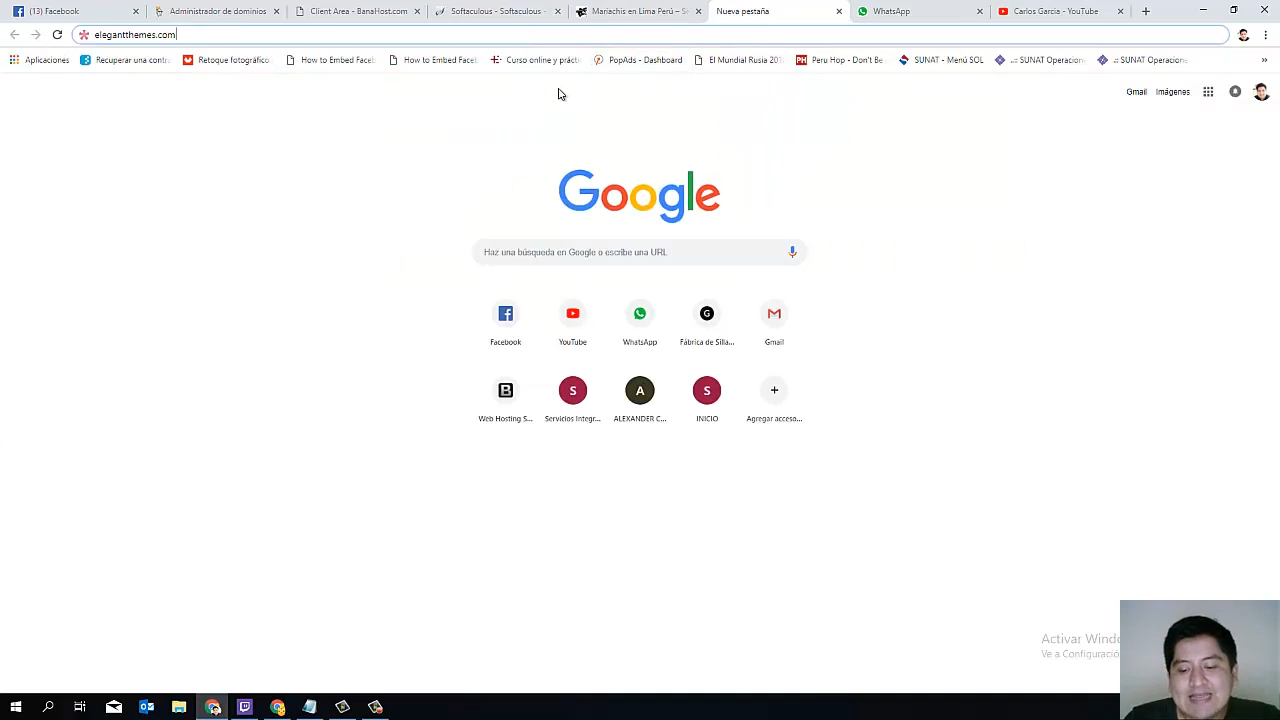 (13) Facebook
Administrador de dominios
Client Area - BanaHost.com
Softaculous - Softaculous -
Mariachis en Lima Perú – S
Nueva pestaña
WhatsApp
Carlos Garcia - YouTube
elegantthemes.com
Aplicaciones
Recuperar una contr
Retoque fotográfico
How to Embed Faceb
How to Embed Faceb
Curso online y prácti
PopAds - Dashboard
El Mundial Rusia 201
PH
Peru Hop - Don't Be
SUNAT - Menú SOL
.:: SUNAT Operacion
.:: SUNAT Operacione
Gmail
Imágenes
Google
Haz una búsqueda en Google o escribe una URL
Facebook
YouTube
WhatsApp
G
Fábrica de Silla...
Gmail
B
Web Hosting S...
S
Servicios Integr...
A
ALEXANDER C...
S
INICIO
Agregar acceso...
Activar Windo
Ve a Configuració